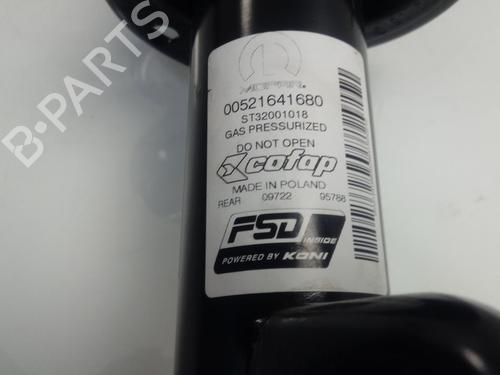 MOPAR
00521641680
ST32001018
GAS PRESSURIZED
DO NOT OPEN
cofap
MADE IN POLAND
REAR 09722 95788
FSD INSIDE
POWERED BY KONI
B-PARTS